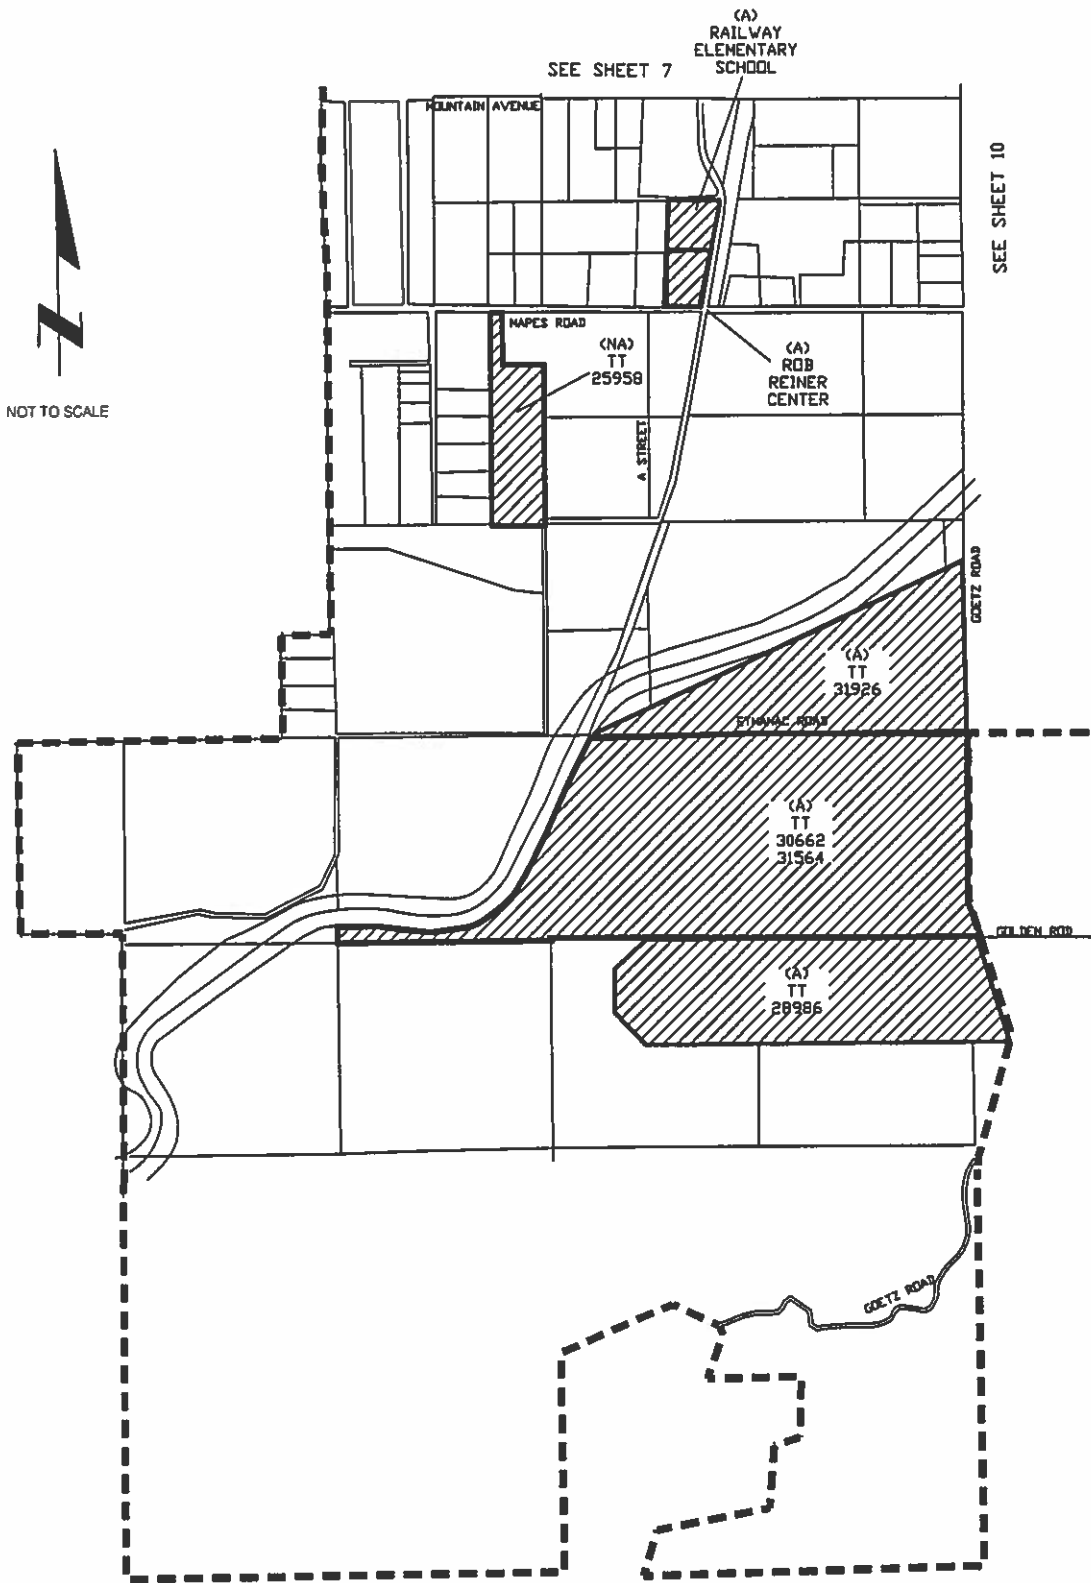 (A)
RAILWAY
ELEMENTARY
SCHOOL
SEE SHEET 7
MOUNTAIN AVENUE
SEE SHEET 10
NOT TO SCALE
MAPES ROAD
(NA)
TT
25958
(A)
ROB
REINER
CENTER
A STREET
GOETZ ROAD
(A)
TT
31926
ETHANAC ROAD
(A)
TT
30662
31564
GOLDEN ROD
(A)
TT
28986
GOETZ ROAD